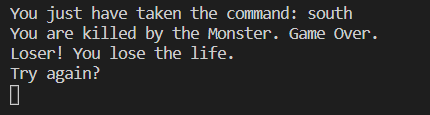 You just have taken the command: south
You are killed by the Monster. Game Over.
Loser! You lose the life.
Try again?